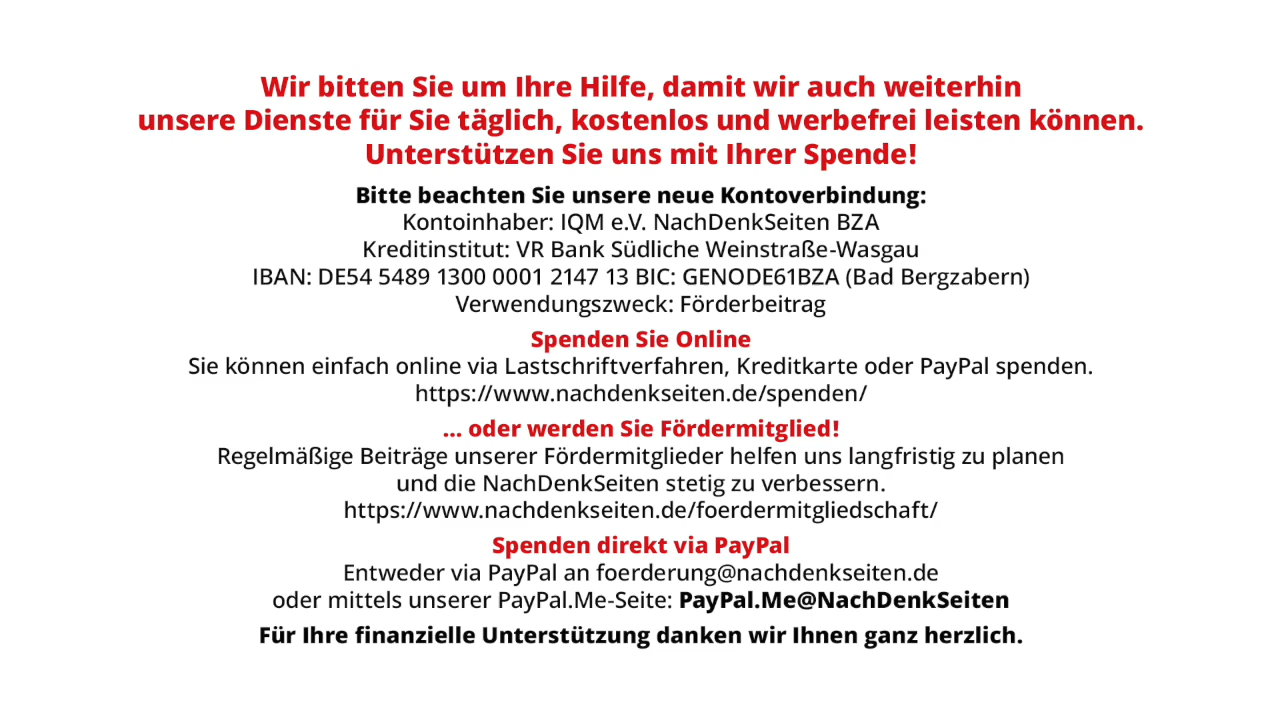 Wir bitten Sie um Ihre Hilfe, damit wir auch weiterhin
unsere Dienste für Sie täglich, kostenlos und werbefrei leisten können.
Unterstützen Sie uns mit Ihrer Spende!
Bitte beachten Sie unsere neue Kontoverbindung:
Kontoinhaber: IQM e.V. NachDenkSeiten BZA
Kreditinstitut: VR Bank Südliche Weinstraße-Wasgau
IBAN: DE54 5489 1300 0001 2147 13 BIC: GENODE61BZA (Bad Bergzabern)
Verwendungszweck: Förderbeitrag
Spenden Sie Online
Sie können einfach online via Lastschriftverfahren, Kreditkarte oder PayPal spenden.
https://www.nachdenkseiten.de/spenden/
... oder werden Sie Fördermitglied!
Regelmäßige Beiträge unserer Fördermitglieder helfen uns langfristig zu planen
und die NachDenkSeiten stetig zu verbessern.
https://www.nachdenkseiten.de/foerdermitgliedschaft/
Spenden direkt via PayPal
Entweder via PayPal an foerderung@nachdenkseiten.de
oder mittels unserer PayPal.Me-Seite: PayPal.Me@NachDenkSeiten
Für Ihre finanzielle Unterstützung danken wir Ihnen ganz herzlich.